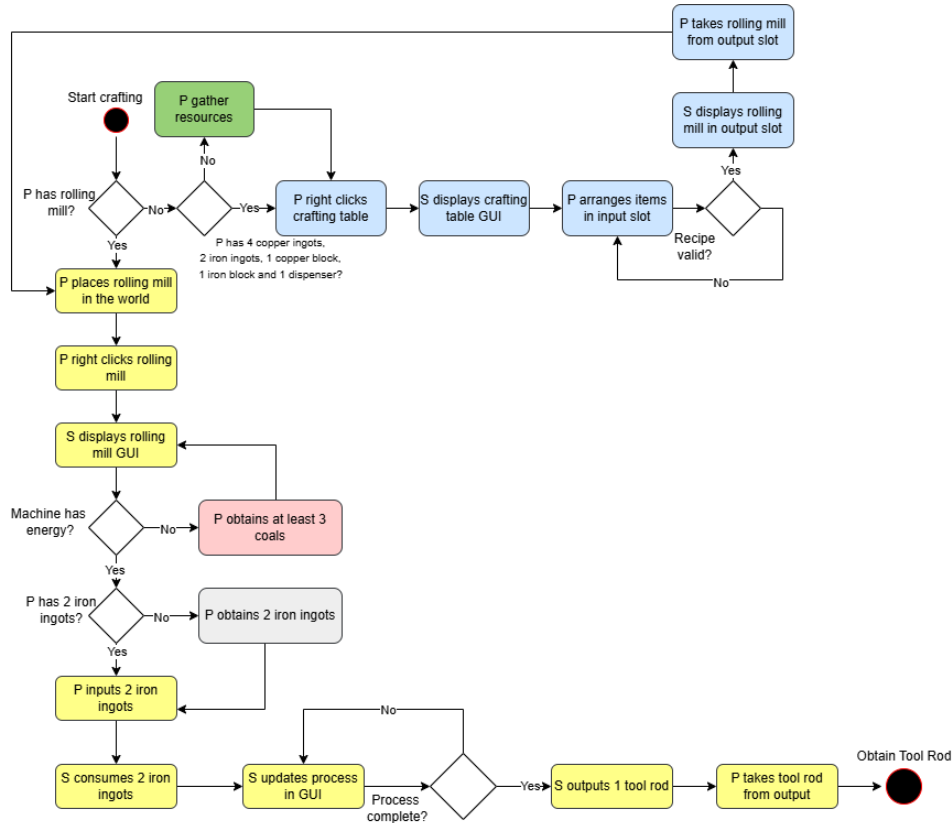 P takes rolling mill
from output slot
Start crafting
P gather
resources
S displays rolling
mill in output slot
No
Yes
P has rolling
mill?
No
Yes
P right clicks
crafting table
S displays crafting
table GUI
P arranges items
in input slot
P has 4 copper ingots,
2 iron ingots, 1 copper block,
1 iron block and 1 dispenser?
Recipe
valid?
No
Yes
P places rolling mill
in the world
P right clicks rolling
mill
S displays rolling
mill GUI
Machine has
energy?
No
P obtains at least 3
coals
Yes
P has 2 iron
ingots?
No
P obtains 2 iron ingots
Yes
P inputs 2 iron
ingots
No
S consumes 2 iron
ingots
S updates process
in GUI
Process
complete?
Yes
S outputs 1 tool rod
P takes tool rod
from output
Obtain Tool Rod